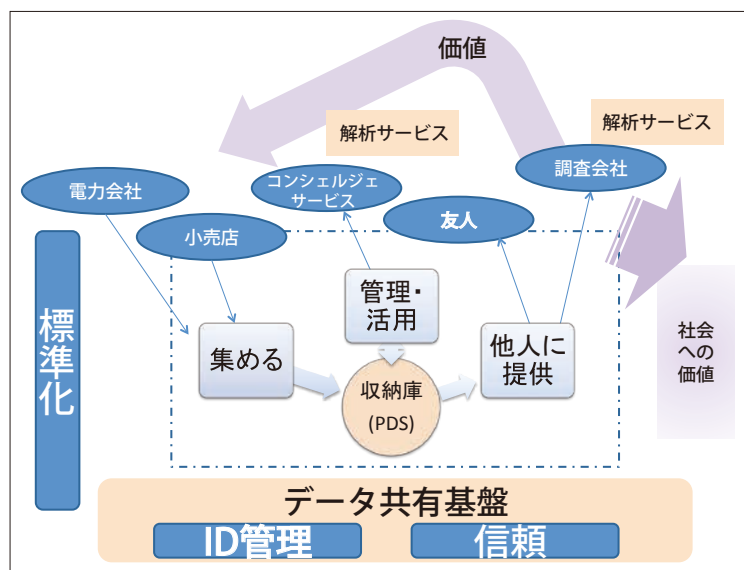 価値
解析サービス
解析サービス
電力会社
コンシェルジェ
サービス
調査会社
小売店
友人
標準化
管理・
活用
集める
他人に
提供
収納庫
(PDS)
社会
への
価値
データ共有基盤
ID管理
信頼